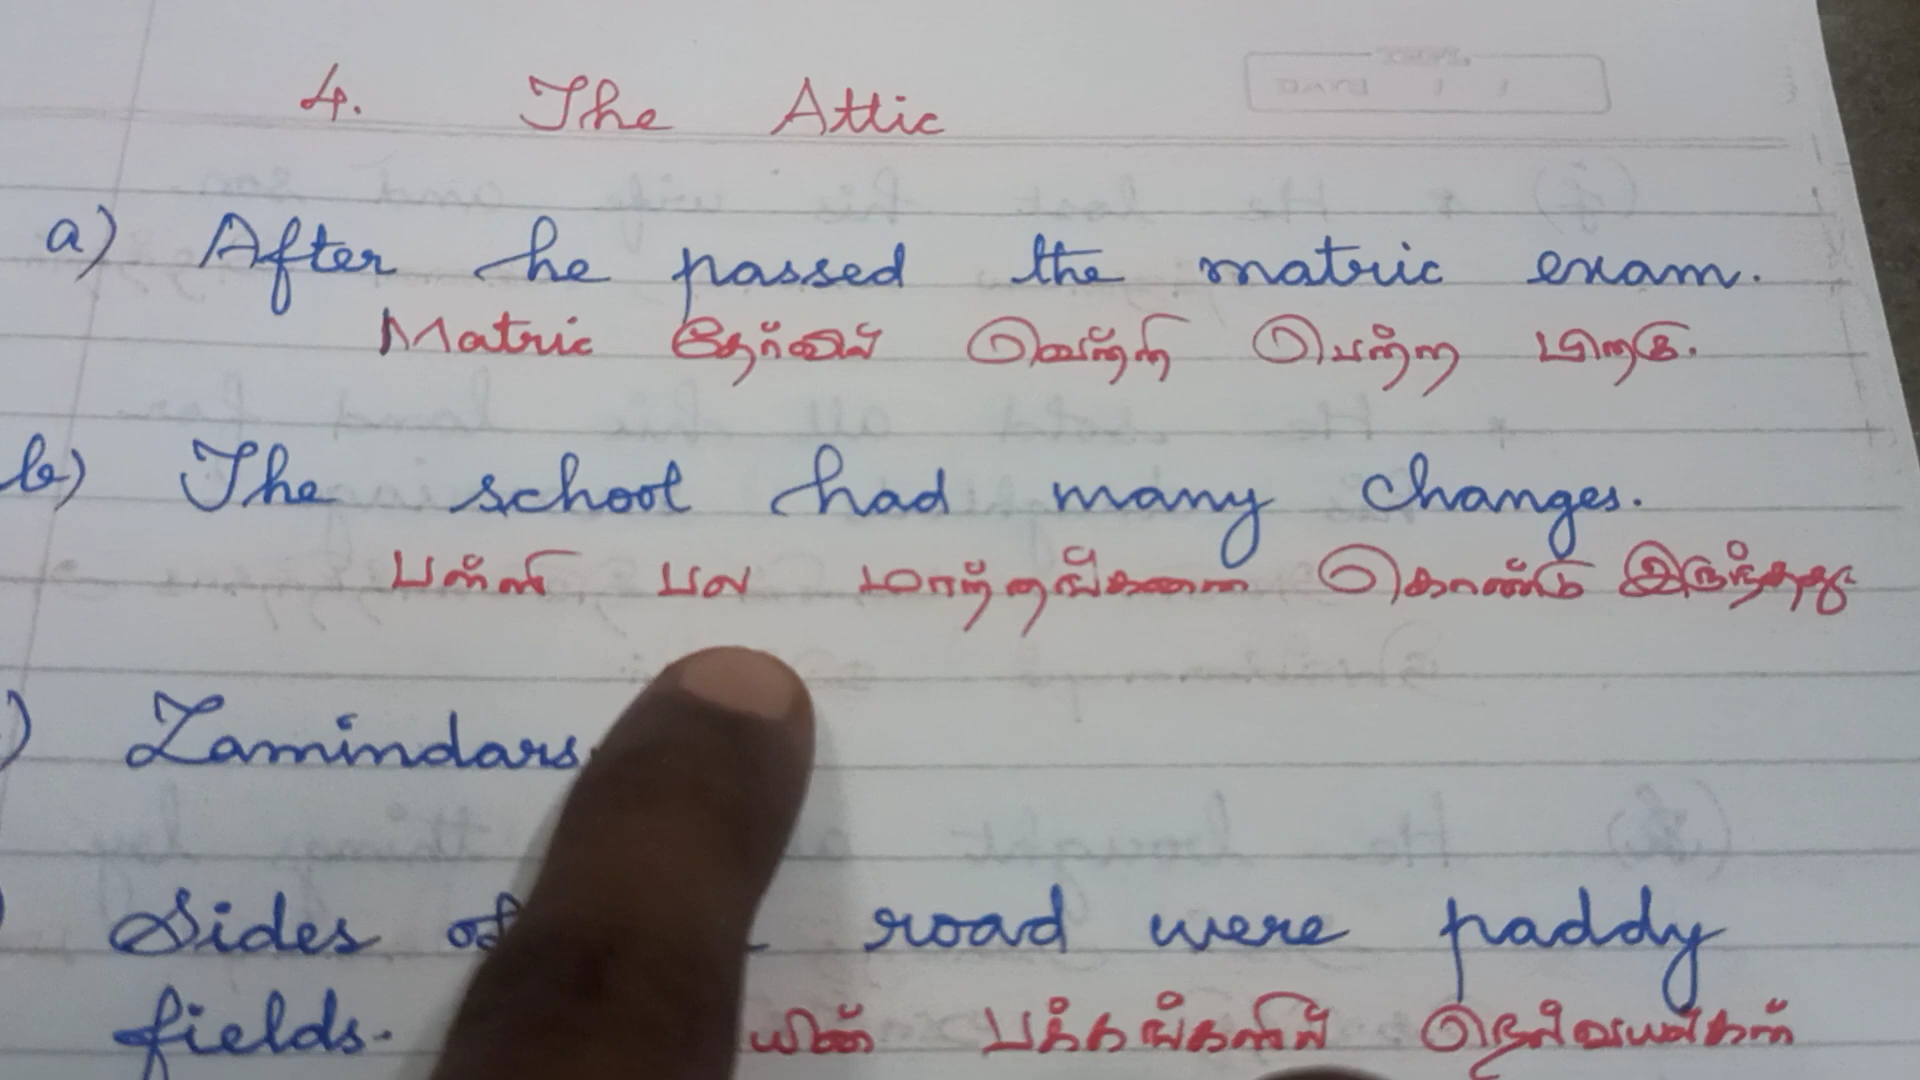 4. The Attic
a) After he passed the matric exam.
Matric தேர்வில் வெற்றி பெற்ற பிறகு.
b) The school had many changes.
பள்ளி பல மாற்றங்களை கொண்டு இருந்தது
) Zamindars
Sides of road were paddy
fields. யின் பக்கங்களில் நெல்வயல்கள்